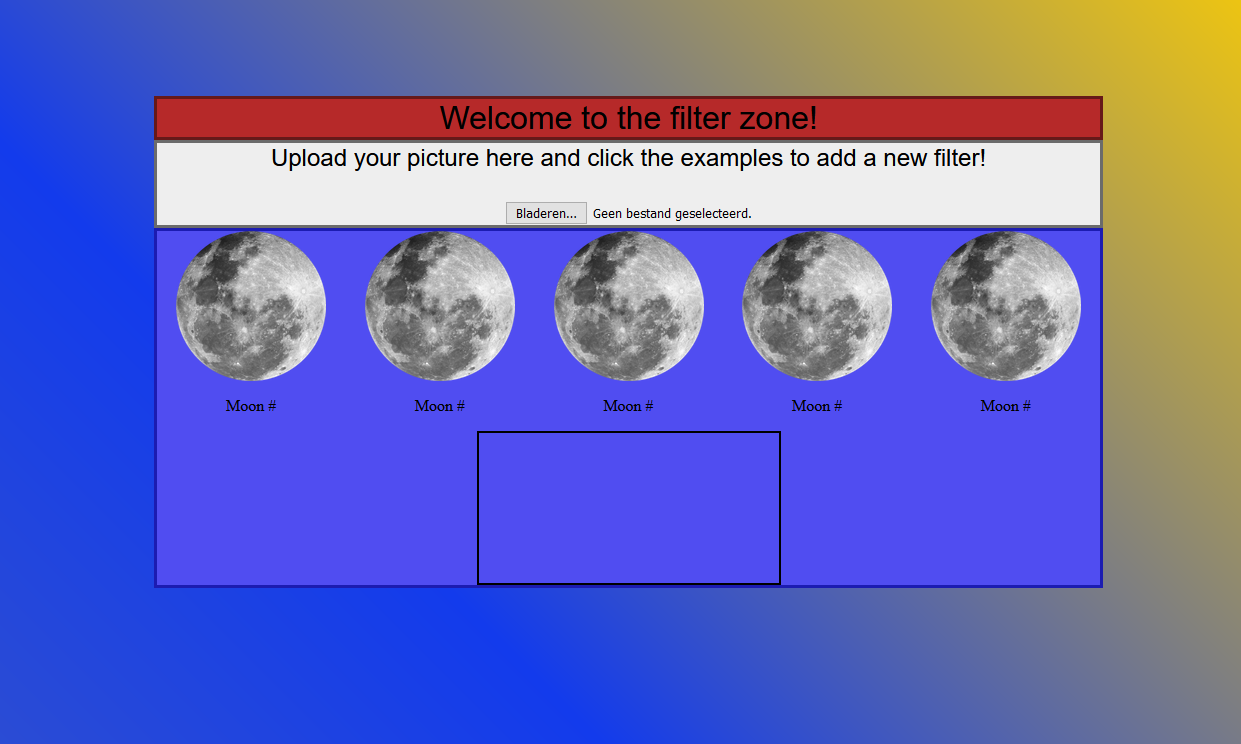 Welcome to the filter zone!
Upload your picture here and click the examples to add a new filter!
Bladeren... Geen bestand geselecteerd.
Moon # Moon # Moon # Moon # Moon #